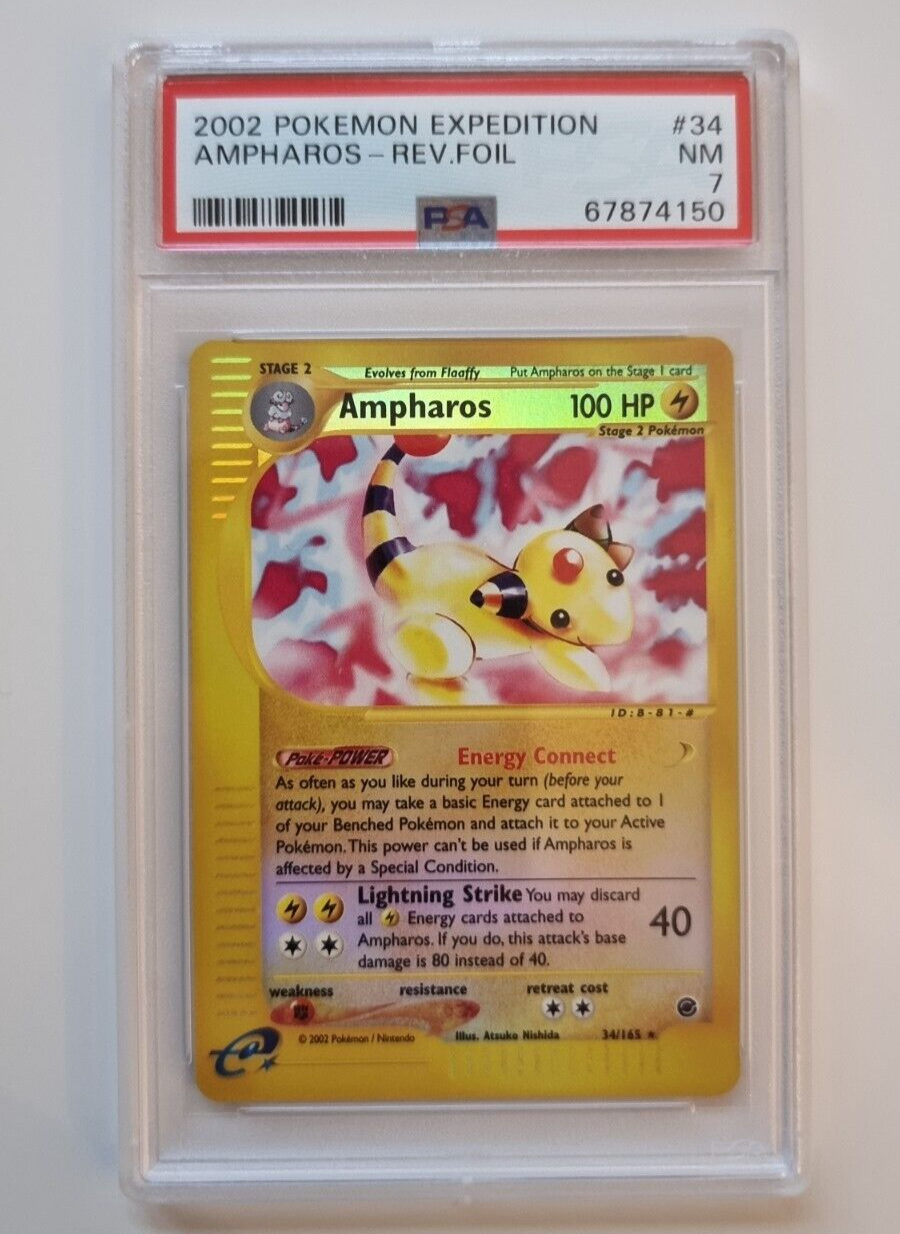 2002 POKEMON EXPEDITION #34
AMPHAROS - REV.FOIL NM
7
PSA 67874150
STAGE 2 Evolves from Flaaffy Put Ampharos on the Stage 1 card
Ampharos 100 HP
Stage 2 Pokémon
ID:8-81-#
Poké-POWER Energy Connect
As often as you like during your turn (before your
attack), you may take a basic Energy card attached to 1
of your Benched Pokémon and attach it to your Active
Pokémon. This power can't be used if Ampharos is
affected by a Special Condition.
Lightning Strike You may discard
all Energy cards attached to
Ampharos. If you do, this attack's base
damage is 80 instead of 40.
40
weakness resistance retreat cost
© 2002 Pokémon / Nintendo Illus. Atsuko Nishida 34/165 ★
e